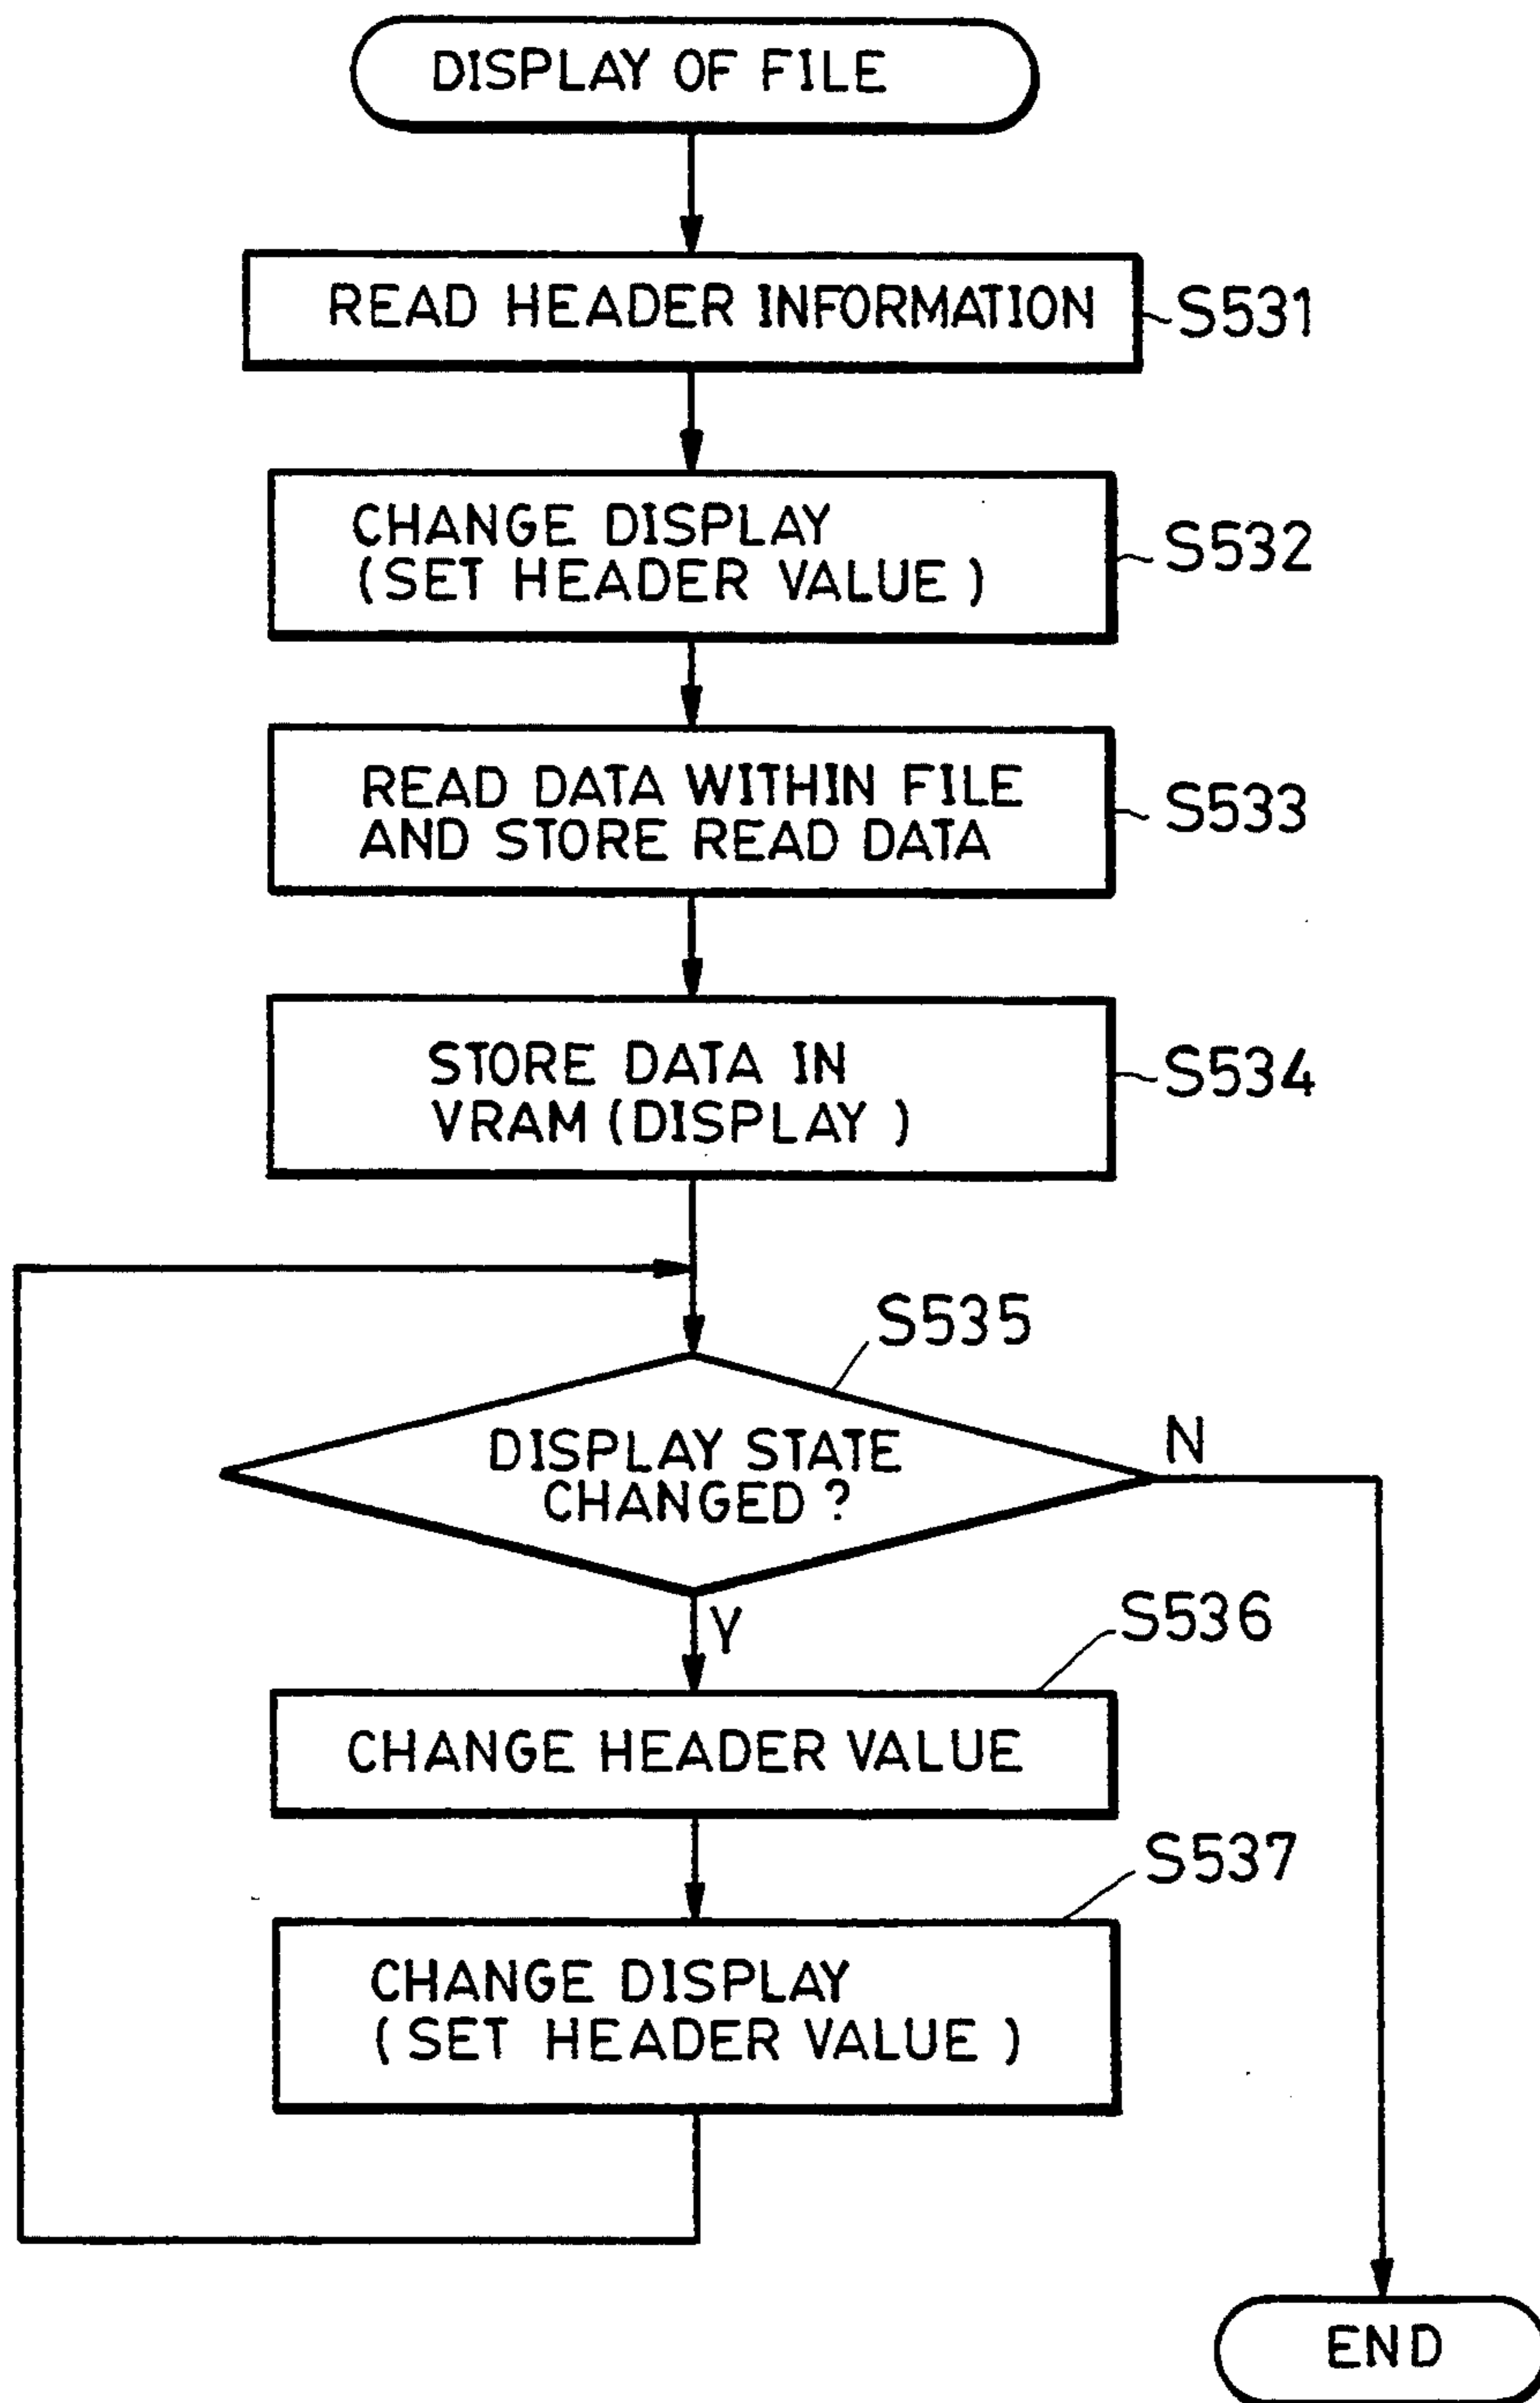 DISPLAY OF FILE
READ HEADER INFORMATION
S531
CHANGE DISPLAY
(SET HEADER VALUE)
S532
READ DATA WITHIN FILE
AND STORE READ DATA
S533
STORE DATA IN
VRAM (DISPLAY)
S534
S535
DISPLAY STATE
CHANGED ?
N
Y
S536
CHANGE HEADER VALUE
S537
CHANGE DISPLAY
(SET HEADER VALUE)
END